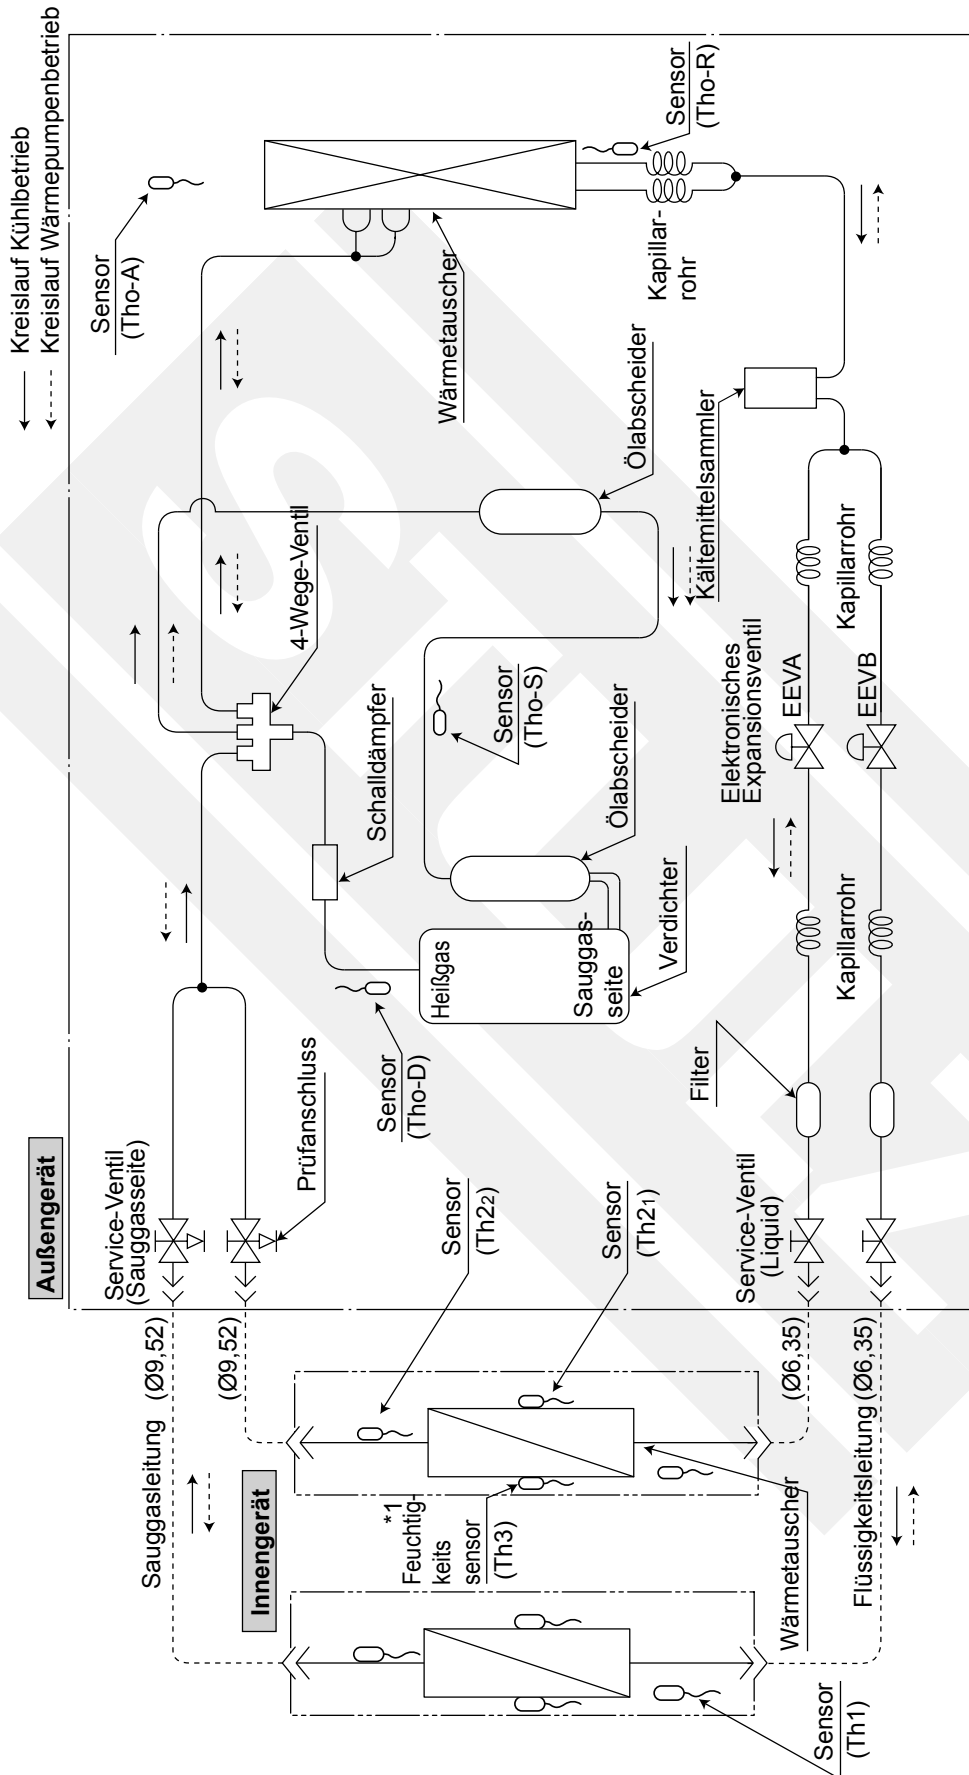 Kreislauf Kühlbetrieb
Kreislauf Wärmepumpenbetrieb
Außengerät
Innengerät
Sensor
(Tho-A)
Sensor
(Tho-R)
Wärmetauscher
Kapillar-
rohr
4-Wege-Ventil
Ölabscheider
Kältemittelsammler
Schalldämpfer
Sensor
(Tho-S)
Ölabscheider
Heißgas
Sauggas-
seite
Verdichter
Sensor
(Tho-D)
Elektronisches
Expansionsventil
EEVA
EEVB
Kapillarrohr
Kapillarrohr
Filter
Service-Ventil
(Sauggasseite)
Prüfanschluss
Service-Ventil
(Liquid)
Sauggasleitung (Ø9,52)
(Ø9,52)
Sensor
(Th22)
Sensor
(Th21)
*1
Feuchtig-
keits
sensor
(Th3)
Wärmetauscher
(Ø6,35)
Flüssigkeitsleitung (Ø6,35)
Sensor
(Th1)